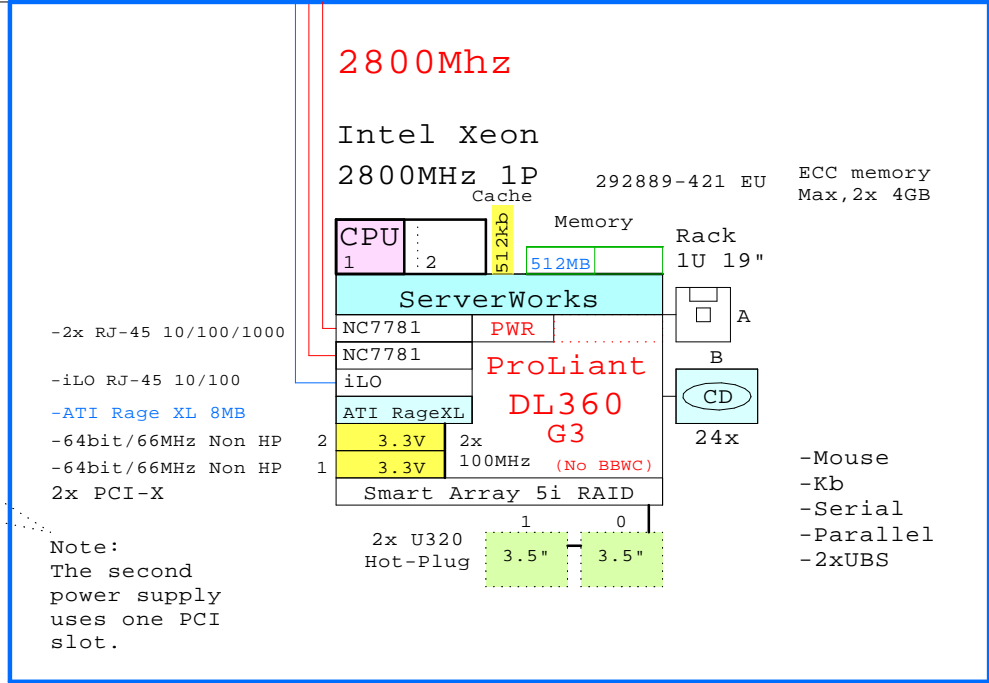 2800Mhz
Intel Xeon
2800MHz 1P
292889-421 EU
ECC memory
Max,2x 4GB
Cache
512kb
Memory
CPU
1
2
512MB
Rack
1U 19"
ServerWorks
A
-2x RJ-45 10/100/1000
NC7781
PWR
NC7781
B
-iLO RJ-45 10/100
iLO
ProLiant
DL360
G3
(No BBWC)
CD
24x
-ATI Rage XL 8MB
ATI RageXL
-64bit/66MHz Non HP 2
3.3V
2x
100MHz
-64bit/66MHz Non HP 1
3.3V
2x PCI-X
Smart Array 5i RAID
-Mouse
-Kb
-Serial
-Parallel
-2xUBS
2x U320
Hot-Plug
1
0
3.5"
3.5"
Note:
The second
power supply
uses one PCI
slot.